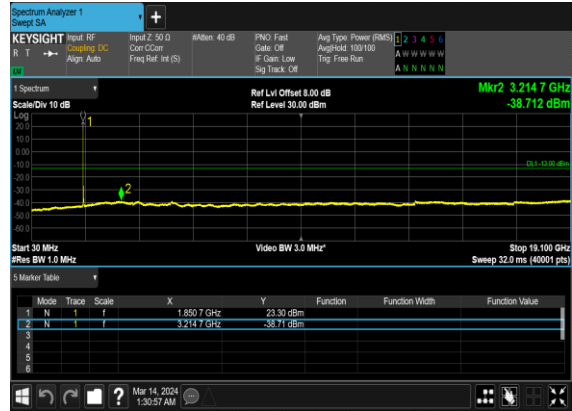 Spectrum Analyzer 1
Swept SA
KEYSIGHT
R T
LW
Input: RF
Coupling: DC
Align: Auto
Input Z: 50 Ω
Corr CCorr
Freq Ref: Int (S)
#Atten: 40 dB
PNO: Fast
Gate: Off
IF Gain: Low
Sig Track: Off
Avg Type: Power (RMS)
Avg|Hold: 100/100
Trig: Free Run
1 2 3 4 5 6
A W W W W W
A N N N N N
1 Spectrum
Scale/Div 10 dB
Ref Lvl Offset 8.00 dB
Ref Level 30.00 dBm
Mkr2 3.214 7 GHz
-38.712 dBm
Log
20.0
10.0
0.00
-10.0
-20.0
-30.0
-40.0
-50.0
-60.0
1
2
DL1 -13.00 dBm
Start 30 MHz
#Res BW 1.0 MHz
Video BW 3.0 MHz*
Stop 19.100 GHz
Sweep 32.0 ms (40001 pts)
5 Marker Table
Mode Trace Scale X Y Function Function Width Function Value
1 N 1 f 1.850 7 GHz 23.30 dBm
2 N 1 f 3.214 7 GHz -38.71 dBm
3
4
5
6
?
Mar 14, 2024
1:30:57 AM